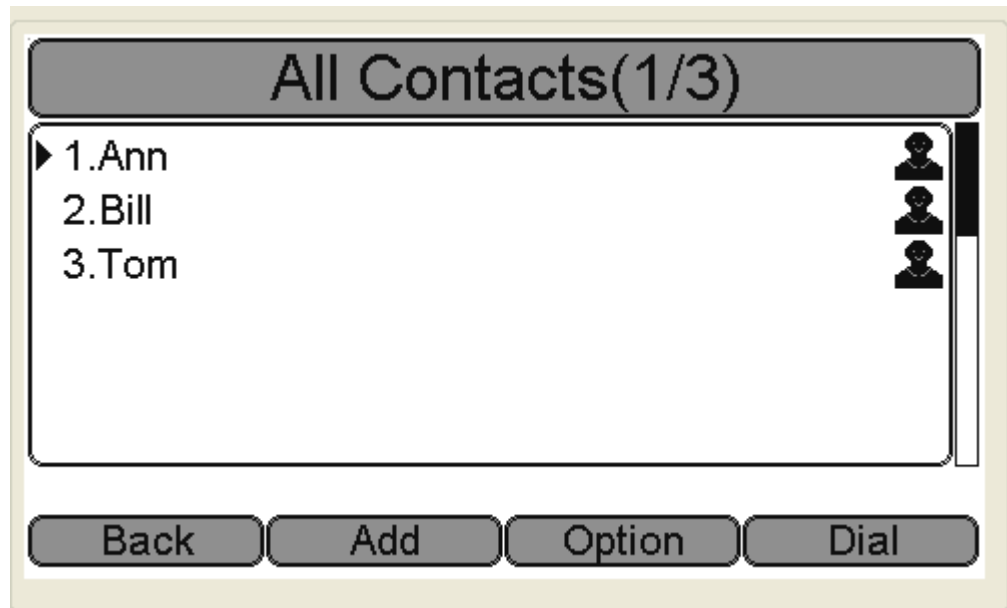 All Contacts(1/3)
1.Ann
2.Bill
3.Tom
Back Add Option Dial